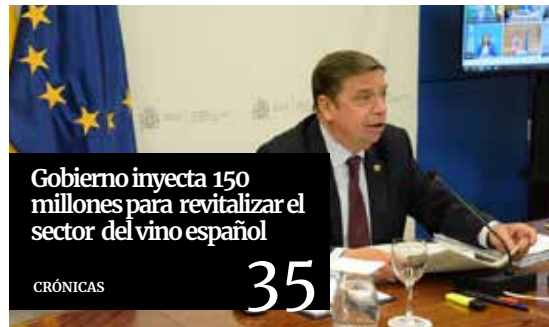 Gobierno inyecta 150
millones para revitalizar el
sector del vino español
CRÓNICAS
35